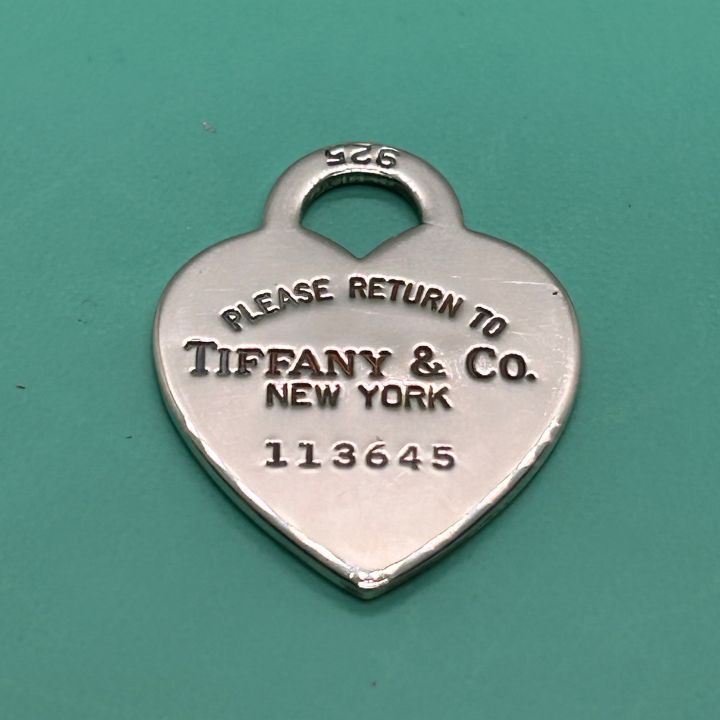 925
PLEASE RETURN TO
TIFFANY & CO.
NEW YORK
113645